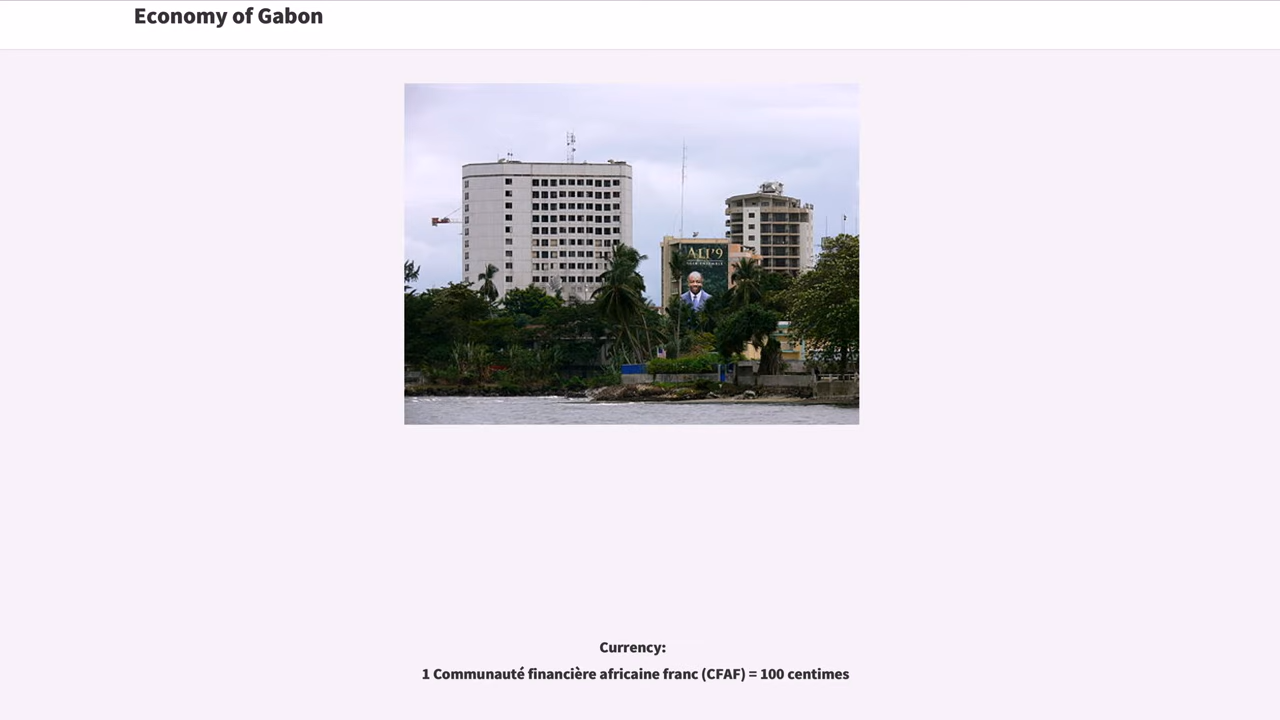 Economy of Gabon
ALI'9
Currency:
1 Communauté financière africaine franc (CFAF) = 100 centimes